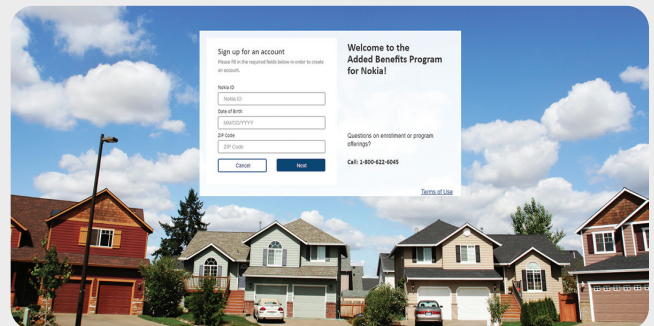 Sign up for an account
Please fill in the required fields below in order to create
an account.
Nokia ID
Nokia ID
Date of Birth
MM/DD/YYYY
ZIP Code
ZIP Code
Cancel
Next
Welcome to the
Added Benefits Program
for Nokia!
Questions on enrollment or program
offerings?
Call: 1-800-622-6045
Terms of Use